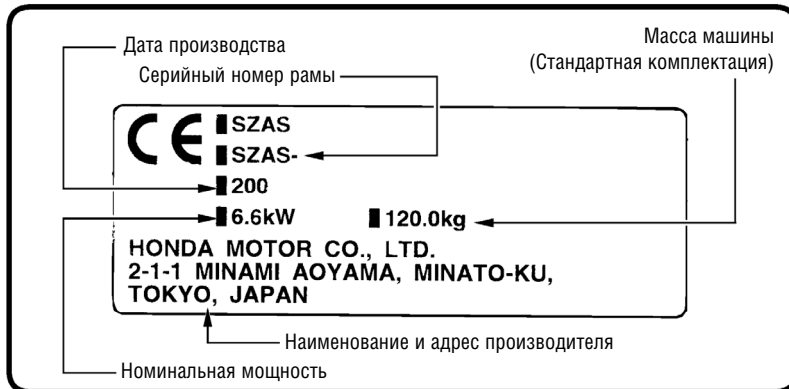 Дата производства
Серийный номер рамы
Масса машины
(Стандартная комплектация)
CE
SZAS
SZAS-
200
6.6kW 120.0kg
HONDA MOTOR CO., LTD.
2-1-1 MINAMI AOYAMA, MINATO-KU,
TOKYO, JAPAN
Наименование и адрес производителя
Номинальная мощность